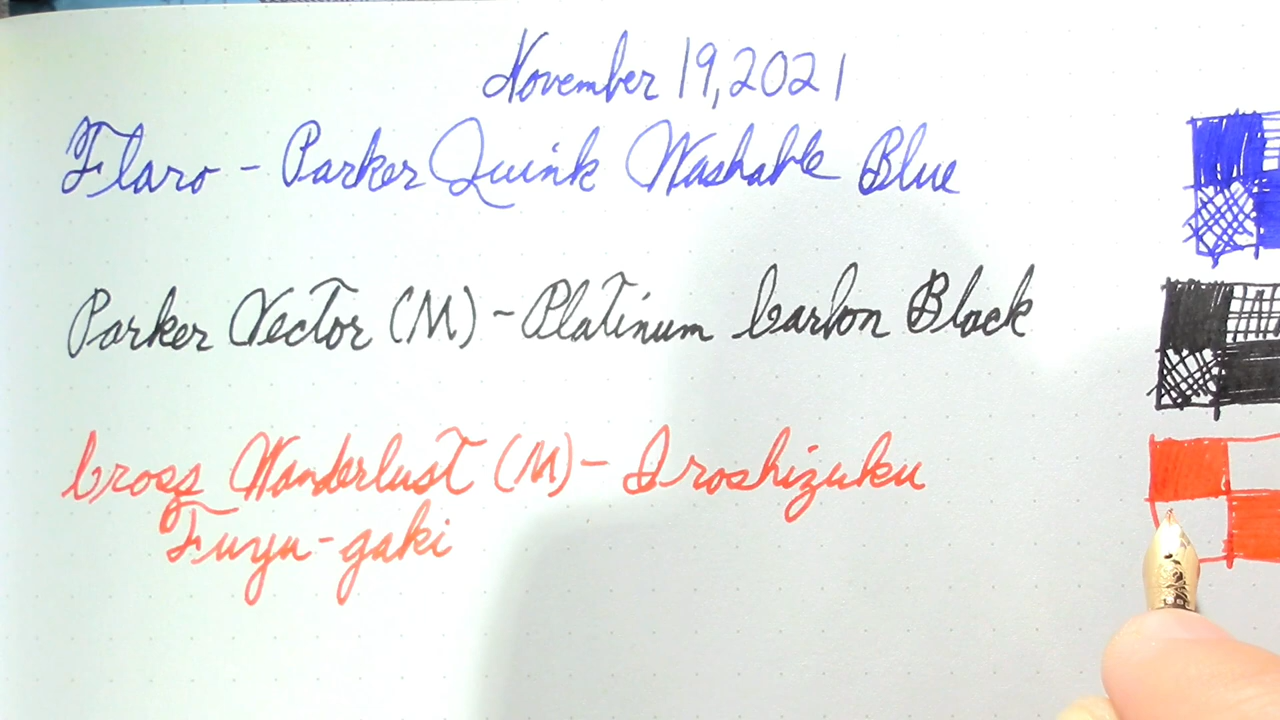 November 19, 2021
Flaro - Parker Quink Washable Blue
Parker Vector (M) - Platinum Carbon Black
Cross Wanderlust (M) - Iroshizuku
Fuyu-gaki